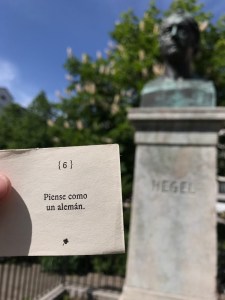 {6}
Piense como
un alemán.
HEGEL